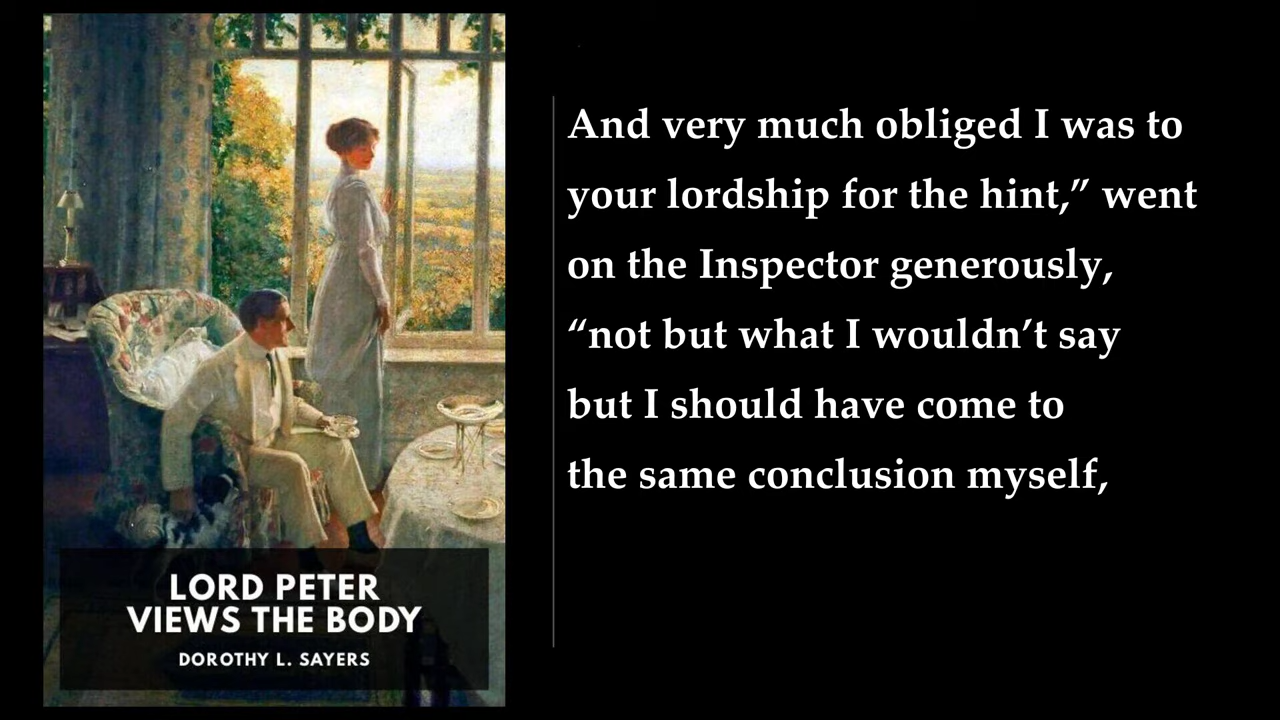 And very much obliged I was to
your lordship for the hint,” went
on the Inspector generously,
“not but what I wouldn’t say
but I should have come to
the same conclusion myself,
LORD PETER
VIEWS THE BODY
DOROTHY L. SAYERS